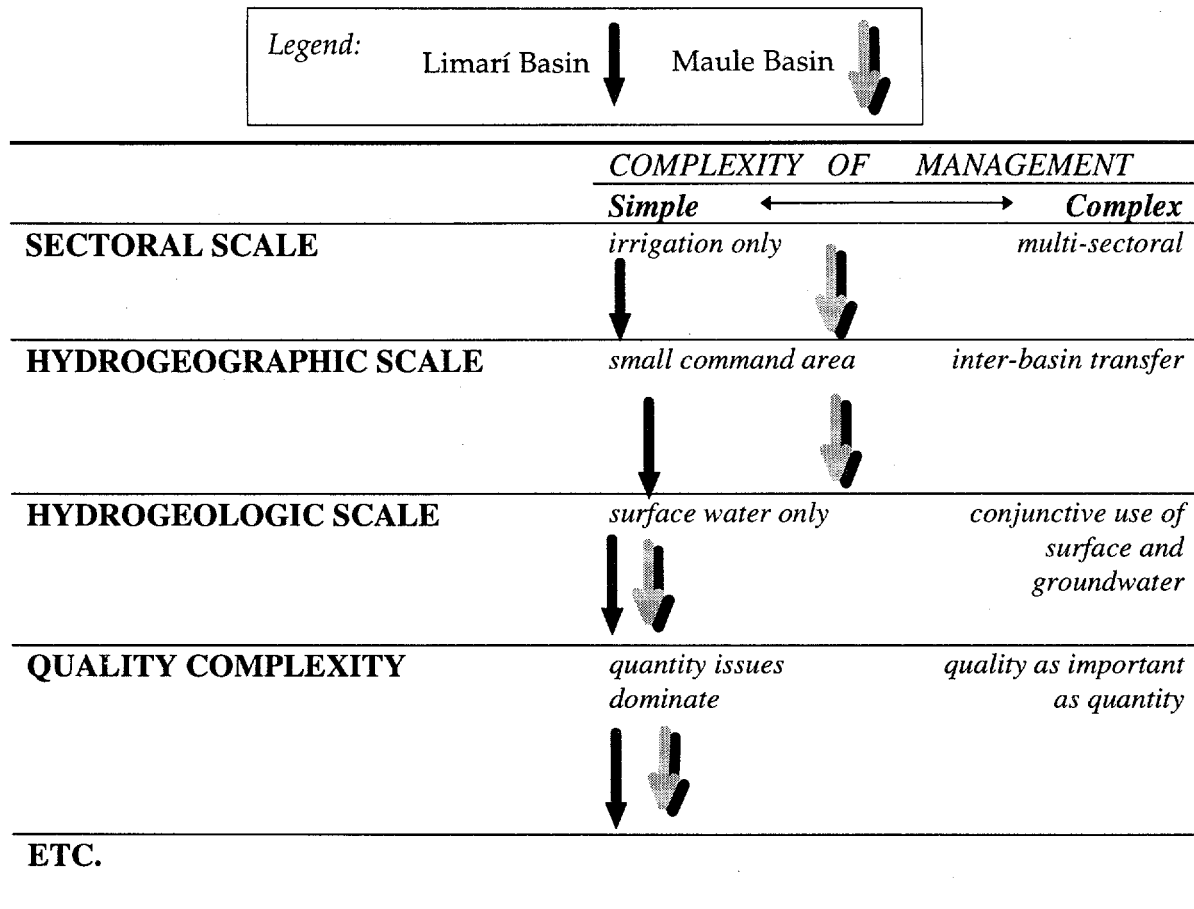 Legend:
Limarí Basin Maule Basin
COMPLEXITY OF MANAGEMENT
Simple Complex
SECTORAL SCALE irrigation only multi-sectoral
HYDROGEOGRAPHIC SCALE small command area inter-basin transfer
HYDROGEOLOGIC SCALE surface water only conjunctive use of
surface and
groundwater
QUALITY COMPLEXITY quantity issues quality as important
dominate as quantity
ETC.